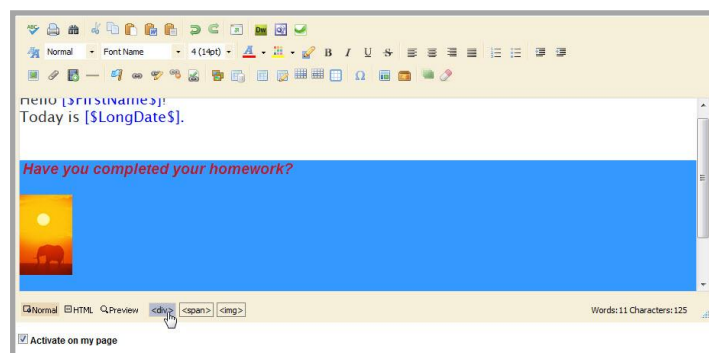 Normal Font Name 4 (14pt) A B I U S
Hello [$FirstName$]!
Today is [$LongDate$].
Have you completed your homework?
Normal HTML Preview <div> <span> <img> Words:11 Characters:125
Activate on my page